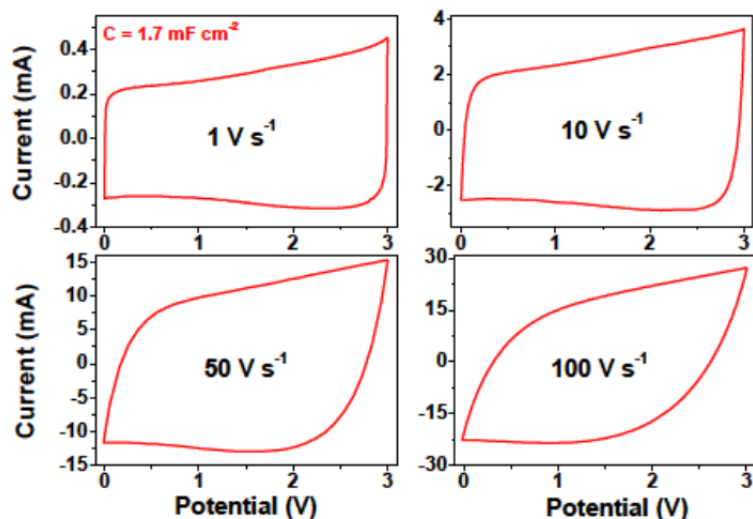 C = 1.7 mF cm⁻²
Current (mA)
0.4
0.2
0.0
-0.2
-0.4
1 V s⁻¹
0 1 2 3
4
2
0
-2
10 V s⁻¹
0 1 2 3
Current (mA)
15
10
5
0
-5
-10
-15
50 V s⁻¹
0 1 2 3
Potential (V)
30
15
0
-15
-30
100 V s⁻¹
0 1 2 3
Potential (V)